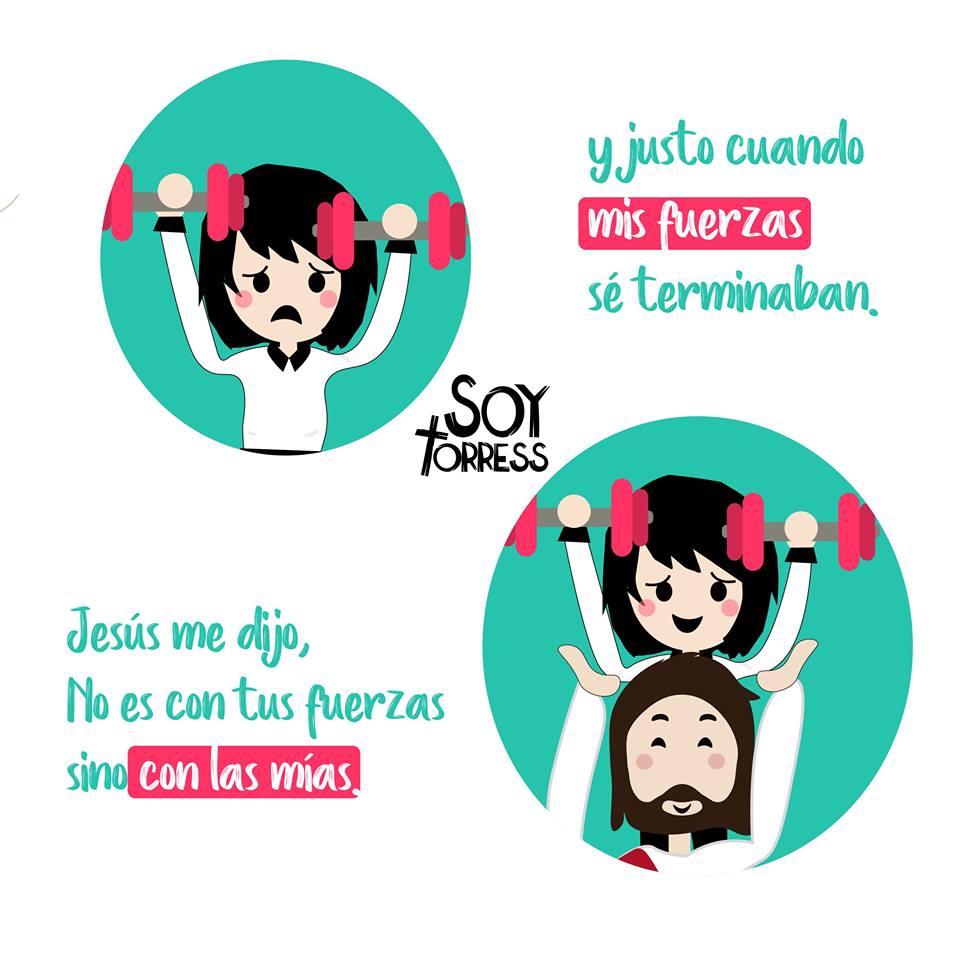 y justo cuando
mis fuerzas
sé terminaban.
SOY
TORRESS
Jesús me dijo,
No es con tus fuerzas
sino con las mías.